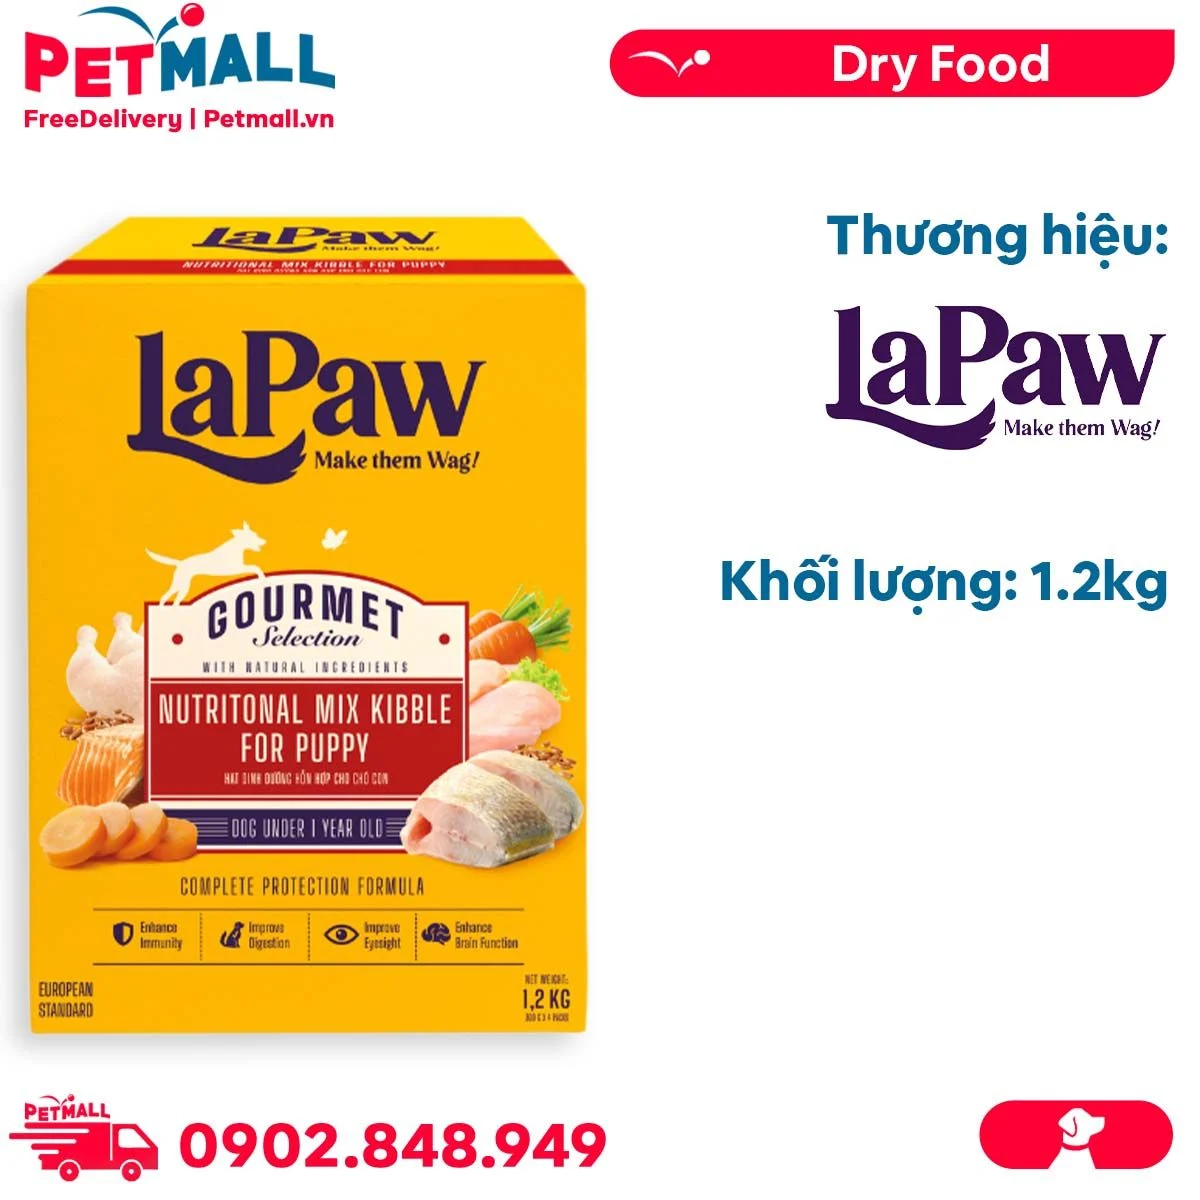 PETMALL
FreeDelivery | Petmall.vn
Dry Food
Thương hiệu:
LaPaw
Make them Wag!
Khối lượng: 1.2kg
LaPaw
Make them Wag!
NUTRITIONAL MIX KIBBLE FOR PUPPY
LaPaw
Make them Wag!
GOURMET
Selection
WITH NATURAL INGREDIENTS
NUTRITONAL MIX KIBBLE
FOR PUPPY
HẠT DINH DƯỠNG HỖN HỢP CHO CHÓ CON
DOG UNDER 1 YEAR OLD
COMPLETE PROTECTION FORMULA
Enhance
Immunity
Improve
Digestion
Improve
Eyesight
Enhance
Brain Function
EUROPEAN
STANDARD
NET WEIGHT:
1,2 KG
300 G X 4 PACKS
PETMALL
0902.848.949